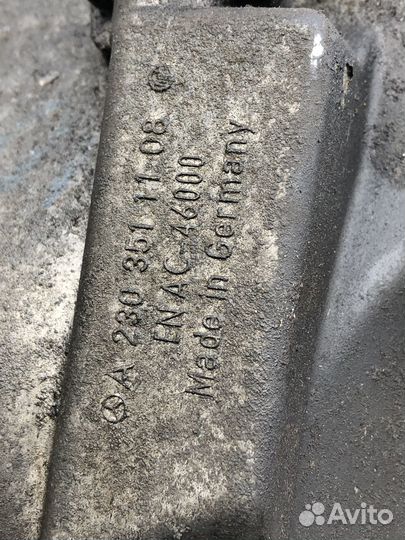 A 230 351 11 08
EN AC-46000
Made in Germany
Avito